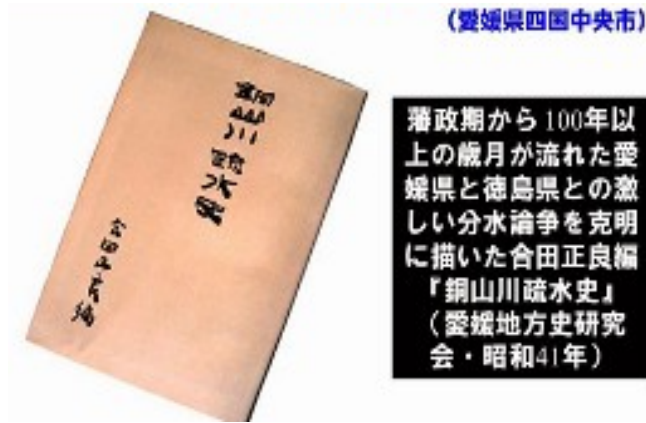 (愛媛県四国中央市)
銅山川疏水史
合田正良編
藩政期から100年以
上の歳月が流れた愛
媛県と徳島県との激
しい分水論争を克明
に描いた合田正良編
『銅山川疏水史』
(愛媛地方史研究
会・昭和41年)